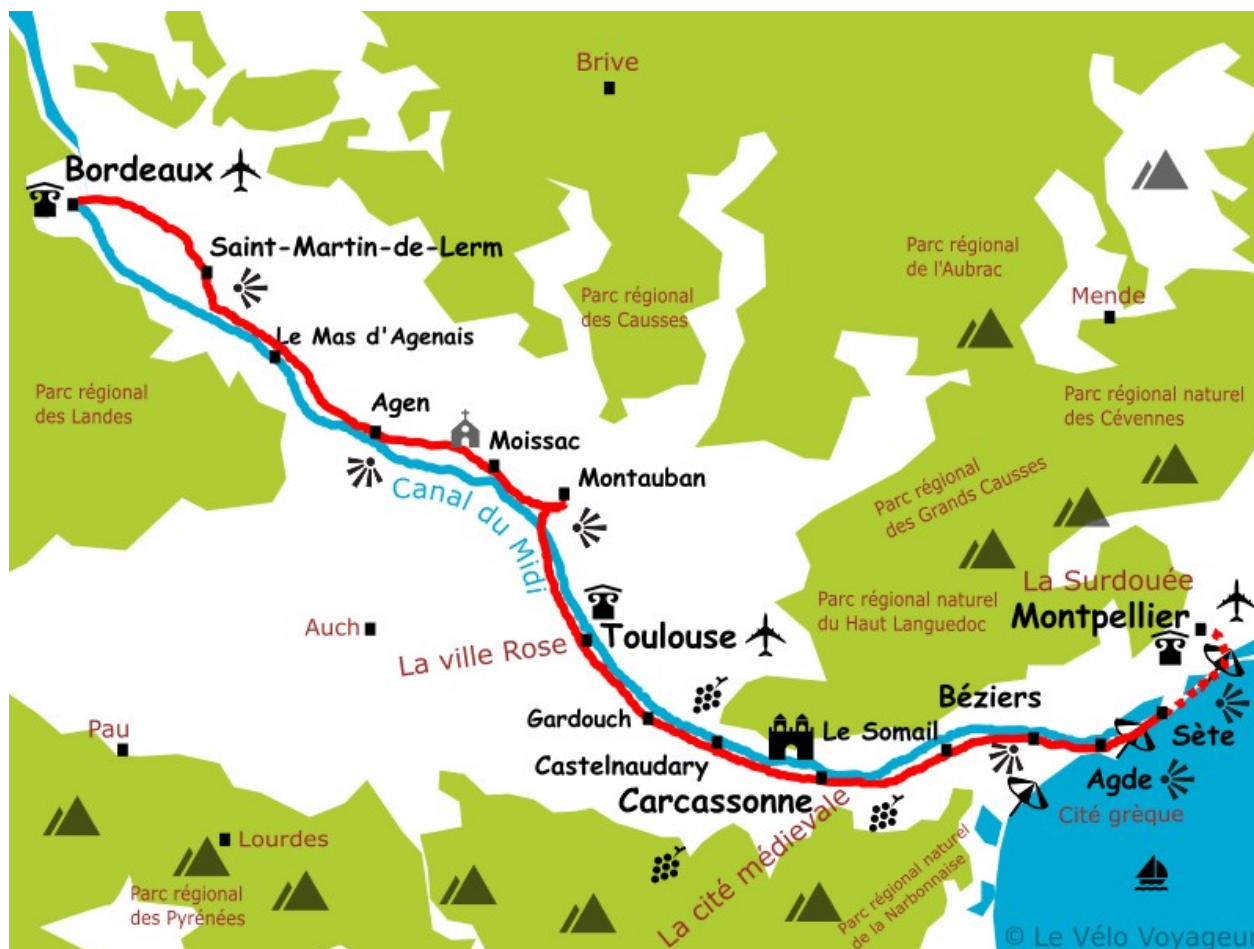 Brive
Bordeaux
Saint-Martin-de-Lerm
Parc régional
de l'Aubrac
Parc régional
des Causses
Mende
Le Mas d'Agenais
Parc régional
des Landes
Parc régional naturel
des Cévennes
Agen
Moissac
Montauban
Canal du Midi
Parc régional
des Grands Causses
La Surdouée
Montpellier
Parc régional naturel
du Haut Languedoc
Auch
La ville Rose
Toulouse
Béziers
Gardouch
Le Somail
Sète
Pau
Castelnaudary
Carcassonne
Agde
Cité grèque
La cité médievale
Lourdes
Parc régional
des Pyrénées
Parc régional naturel
de la Narbonnaise
© Le Vélo Voyageur